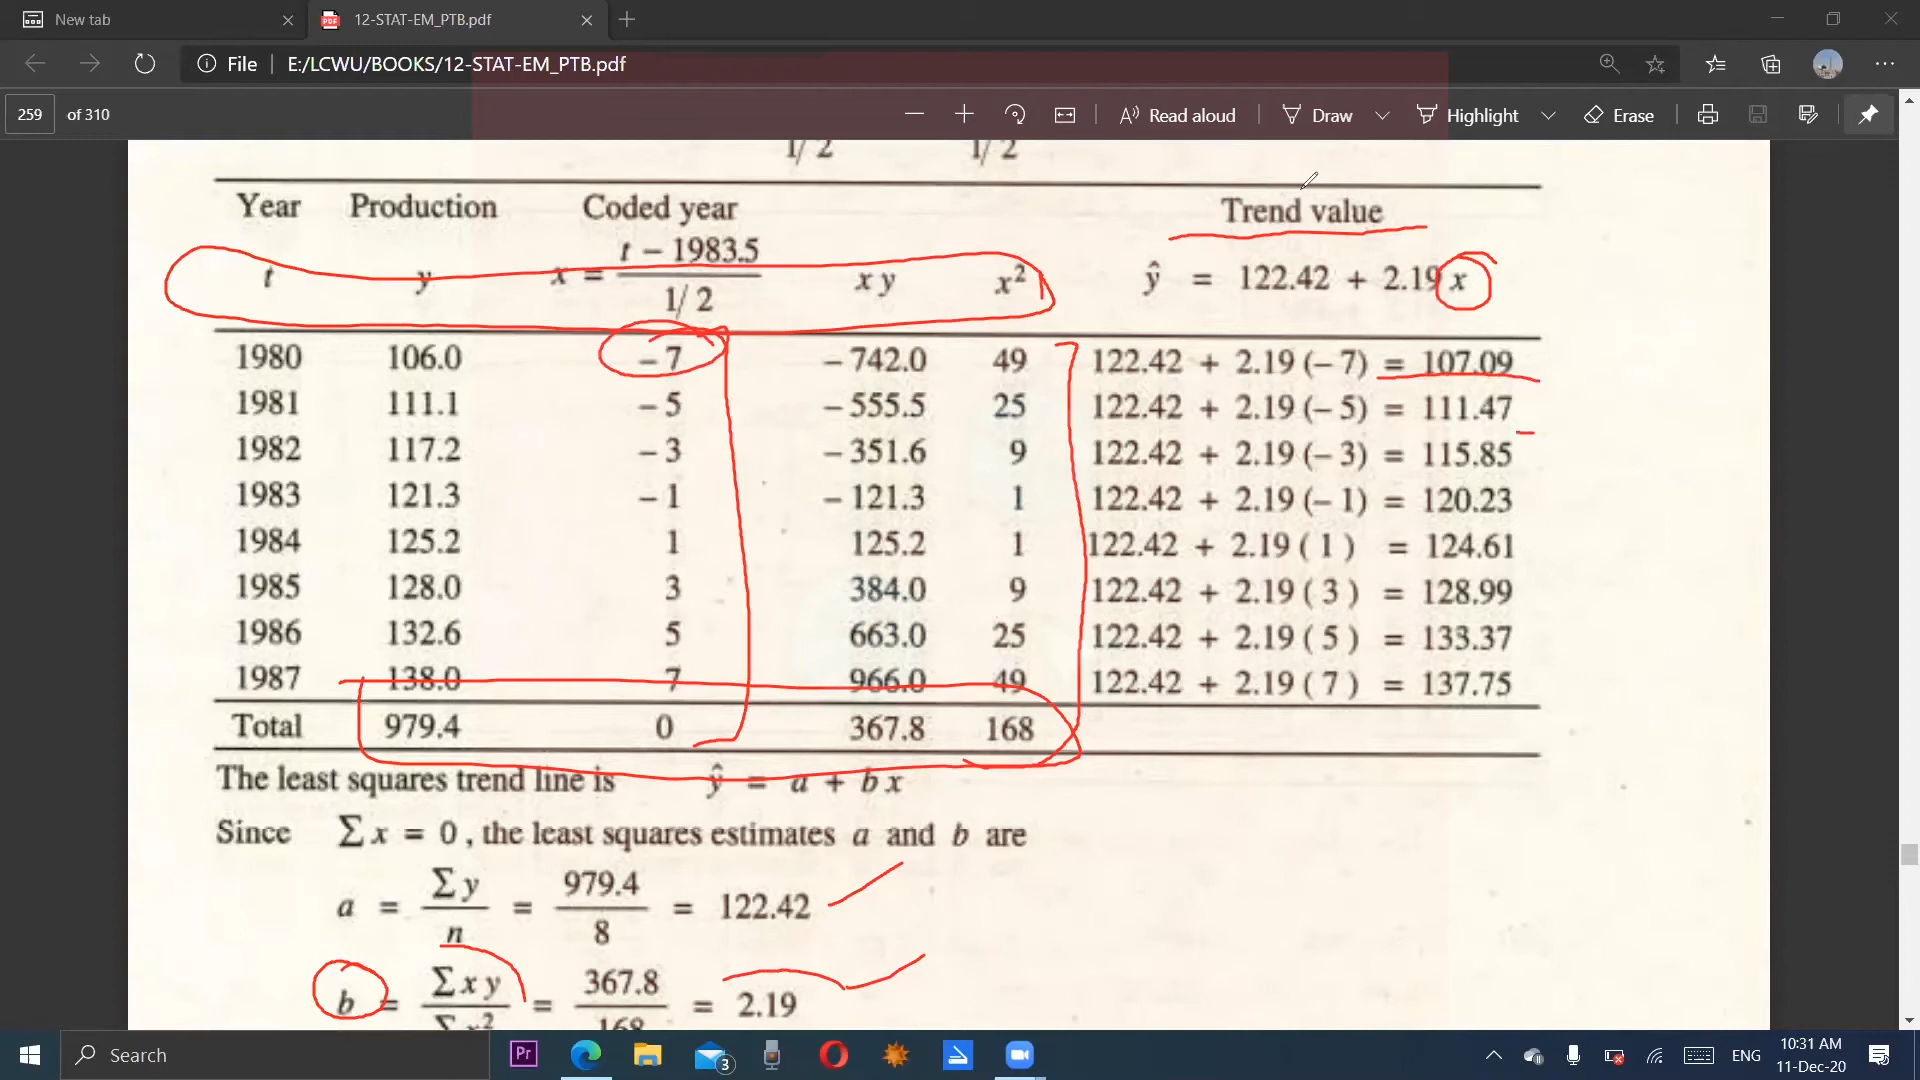 New tab
12-STAT-EM_PTB.pdf
File
E:/LCWU/BOOKS/12-STAT-EM_PTB.pdf
259 of 310
Read aloud
Draw
Highlight
Erase
1/2 1/2
Year Production Coded year Trend value
t y x = (t − 1983.5) / (1/2) x y x² ŷ = 122.42 + 2.19 x
1980 106.0 −7 −742.0 49 122.42 + 2.19 (−7) = 107.09
1981 111.1 −5 −555.5 25 122.42 + 2.19 (−5) = 111.47
1982 117.2 −3 −351.6 9 122.42 + 2.19 (−3) = 115.85
1983 121.3 −1 −121.3 1 122.42 + 2.19 (−1) = 120.23
1984 125.2 1 125.2 1 122.42 + 2.19 ( 1 ) = 124.61
1985 128.0 3 384.0 9 122.42 + 2.19 ( 3 ) = 128.99
1986 132.6 5 663.0 25 122.42 + 2.19 ( 5 ) = 133.37
1987 138.0 7 966.0 49 122.42 + 2.19 ( 7 ) = 137.75
Total 979.4 0 367.8 168
The least squares trend line is ŷ = a + b x
Since Σ x = 0 , the least squares estimates a and b are
a = Σ y / n = 979.4 / 8 = 122.42
b = Σ x y / Σ x² = 367.8 / 168 = 2.19
Search
Pr
3
ENG
10:31 AM
11-Dec-20